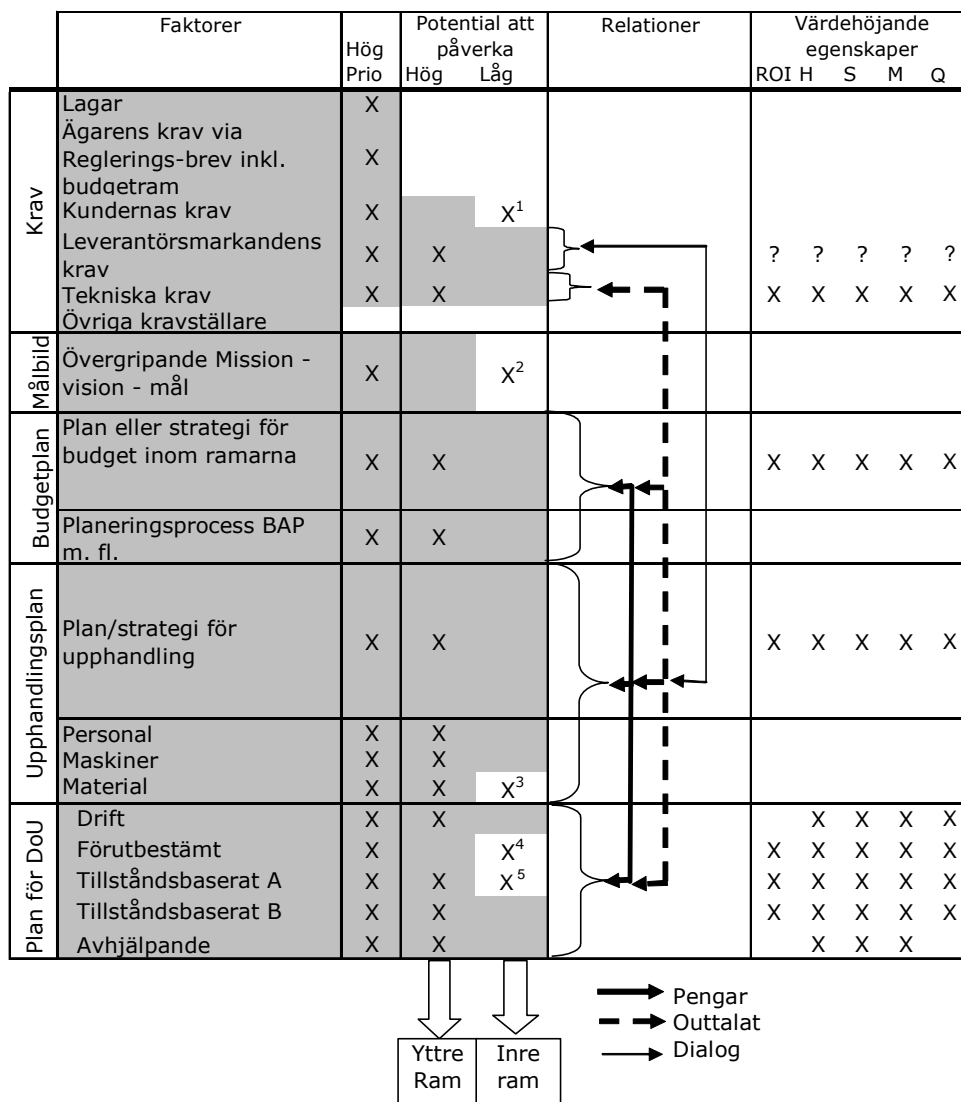 Faktorer
Hög Prio
Potential att påverka
Hög Låg
Relationer
Värdehöjande egenskaper
ROI H S M Q
Krav
Lagar X
Ägarens krav via
Reglerings-brev inkl. X
budgetram
Kundernas krav X X1
Leverantörsmarkandens
krav X X ? ? ? ? ?
Tekniska krav X X X X X X X
Övriga kravställare
Målbild
Övergripande Mission -
vision - mål X X2
Budgetplan
Plan eller strategi för
budget inom ramarna X X X X X X X
Planeringsprocess BAP
m. fl. X X
Upphandlingsplan
Plan/strategi för
upphandling X X X X X X X
Personal X X
Maskiner X X
Material X X X3
Plan för DoU
Drift X X X X X X
Förutbestämt X X4 X X X X X
Tillståndsbaserat A X X X5 X X X X X
Tillståndsbaserat B X X X X X X X
Avhjälpande X X X X X
Pengar
Outtalat
Dialog
Yttre
Ram
Inre
ram